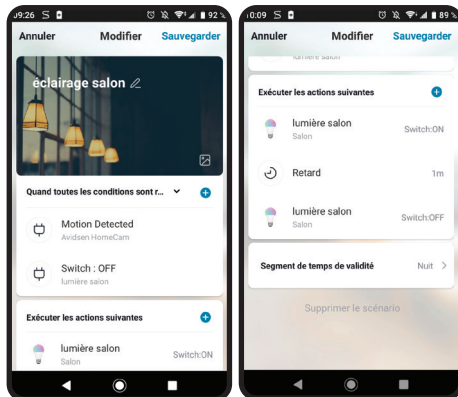 09:26 S 92 %
Annuler Modifier Sauvegarder
éclairage salon
Quand toutes les conditions sont r...
Motion Detected
Avidsen HomeCam
Switch : OFF
lumière salon
Exécuter les actions suivantes
lumière salon
Salon
Switch:ON
10:09 S 89 %
Annuler Modifier Sauvegarder
lumière salon
Exécuter les actions suivantes
lumière salon
Salon
Switch:ON
Retard 1m
lumière salon
Salon
Switch:OFF
Segment de temps de validité Nuit
Supprimer le scénario